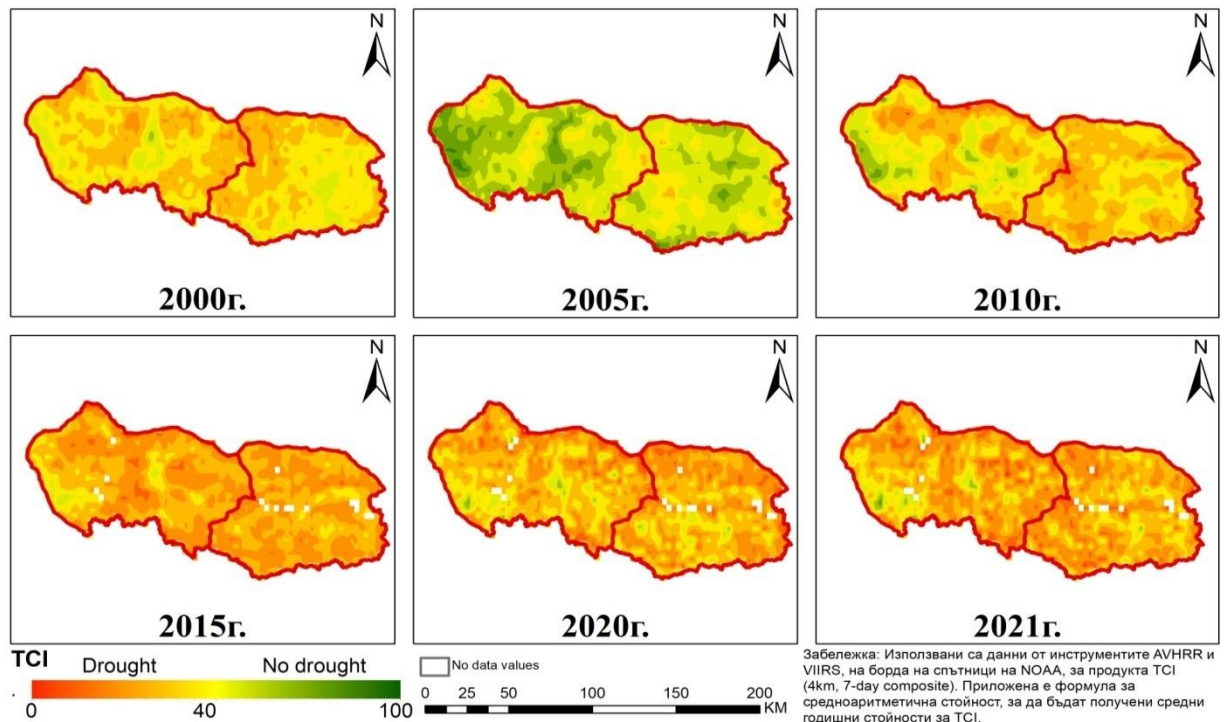 N
N
N
2000г.
2005г.
2010г.
N
N
N
2015г.
2020г.
2021г.
TCI
Drought
No drought
0
40
100
No data values
0 25 50 100 150 200
KM
Забележка: Използвани са данни от инструментите AVHRR и
VIIRS, на борда на спътници на NOAA, за продукта TCI
(4km, 7-day composite). Приложена е формула за
средноаритметична стойност, за да бъдат получени средни
годишни стойности за TCI.